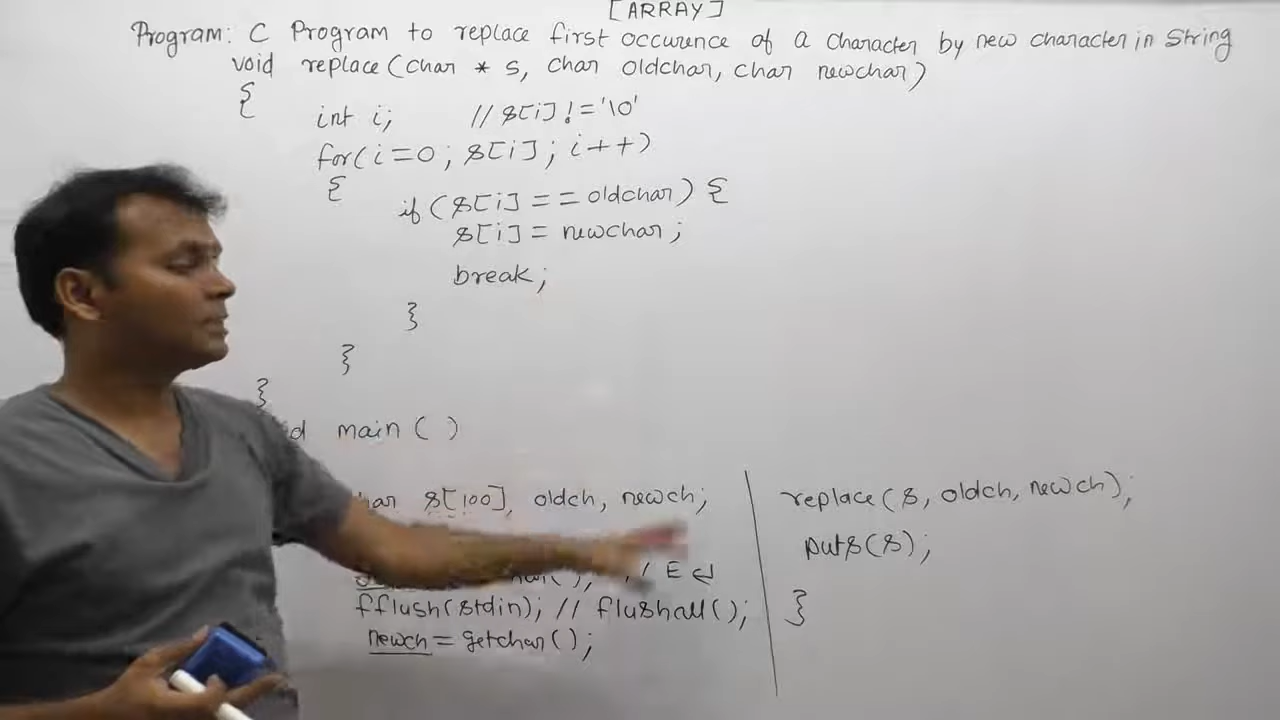 [ARRAY]
Program: C Program to replace first occurence of a character by new character in String
void replace(char * s, char oldchar, char newchar)
{
int i; // s[i]!='\0'
for(i=0; s[i]; i++)
{
if(s[i]==oldchar) {
s[i]=newchar;
break;
}
}
}
main()
s[100], oldch, newch;
// E
fflush(stdin); // flushall();
newch=getchar();
replace(s, oldch, newch);
puts(s);
}